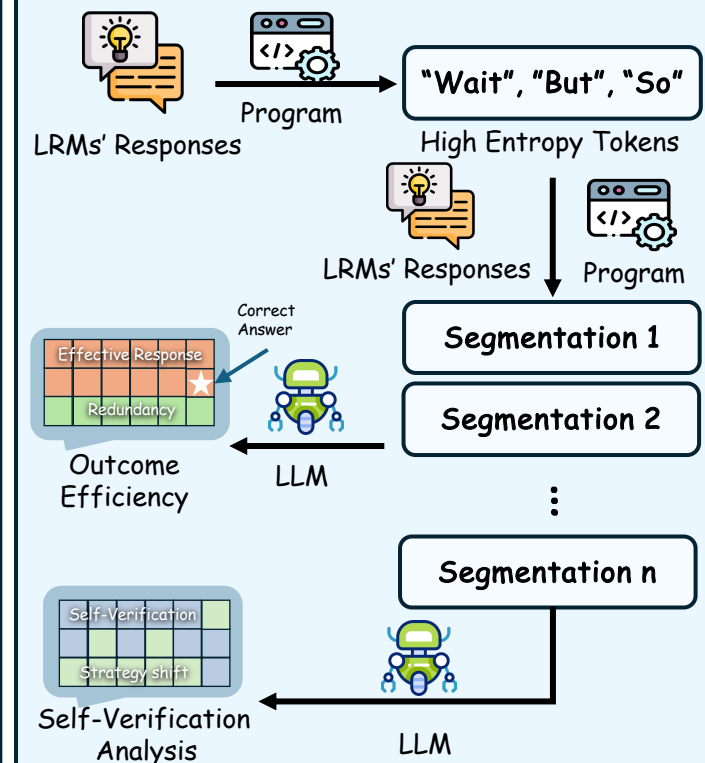 </>
"Wait", "But", "So"
Program
LRMs' Responses
High Entropy Tokens
</>
LRMs' Responses
Program
Correct
Answer
Segmentation 1
Effective Response
Redundancy
Segmentation 2
Outcome
Efficiency
LLM
Segmentation n
Self-Verification
Strategy shift
Self-Verification
Analysis
LLM